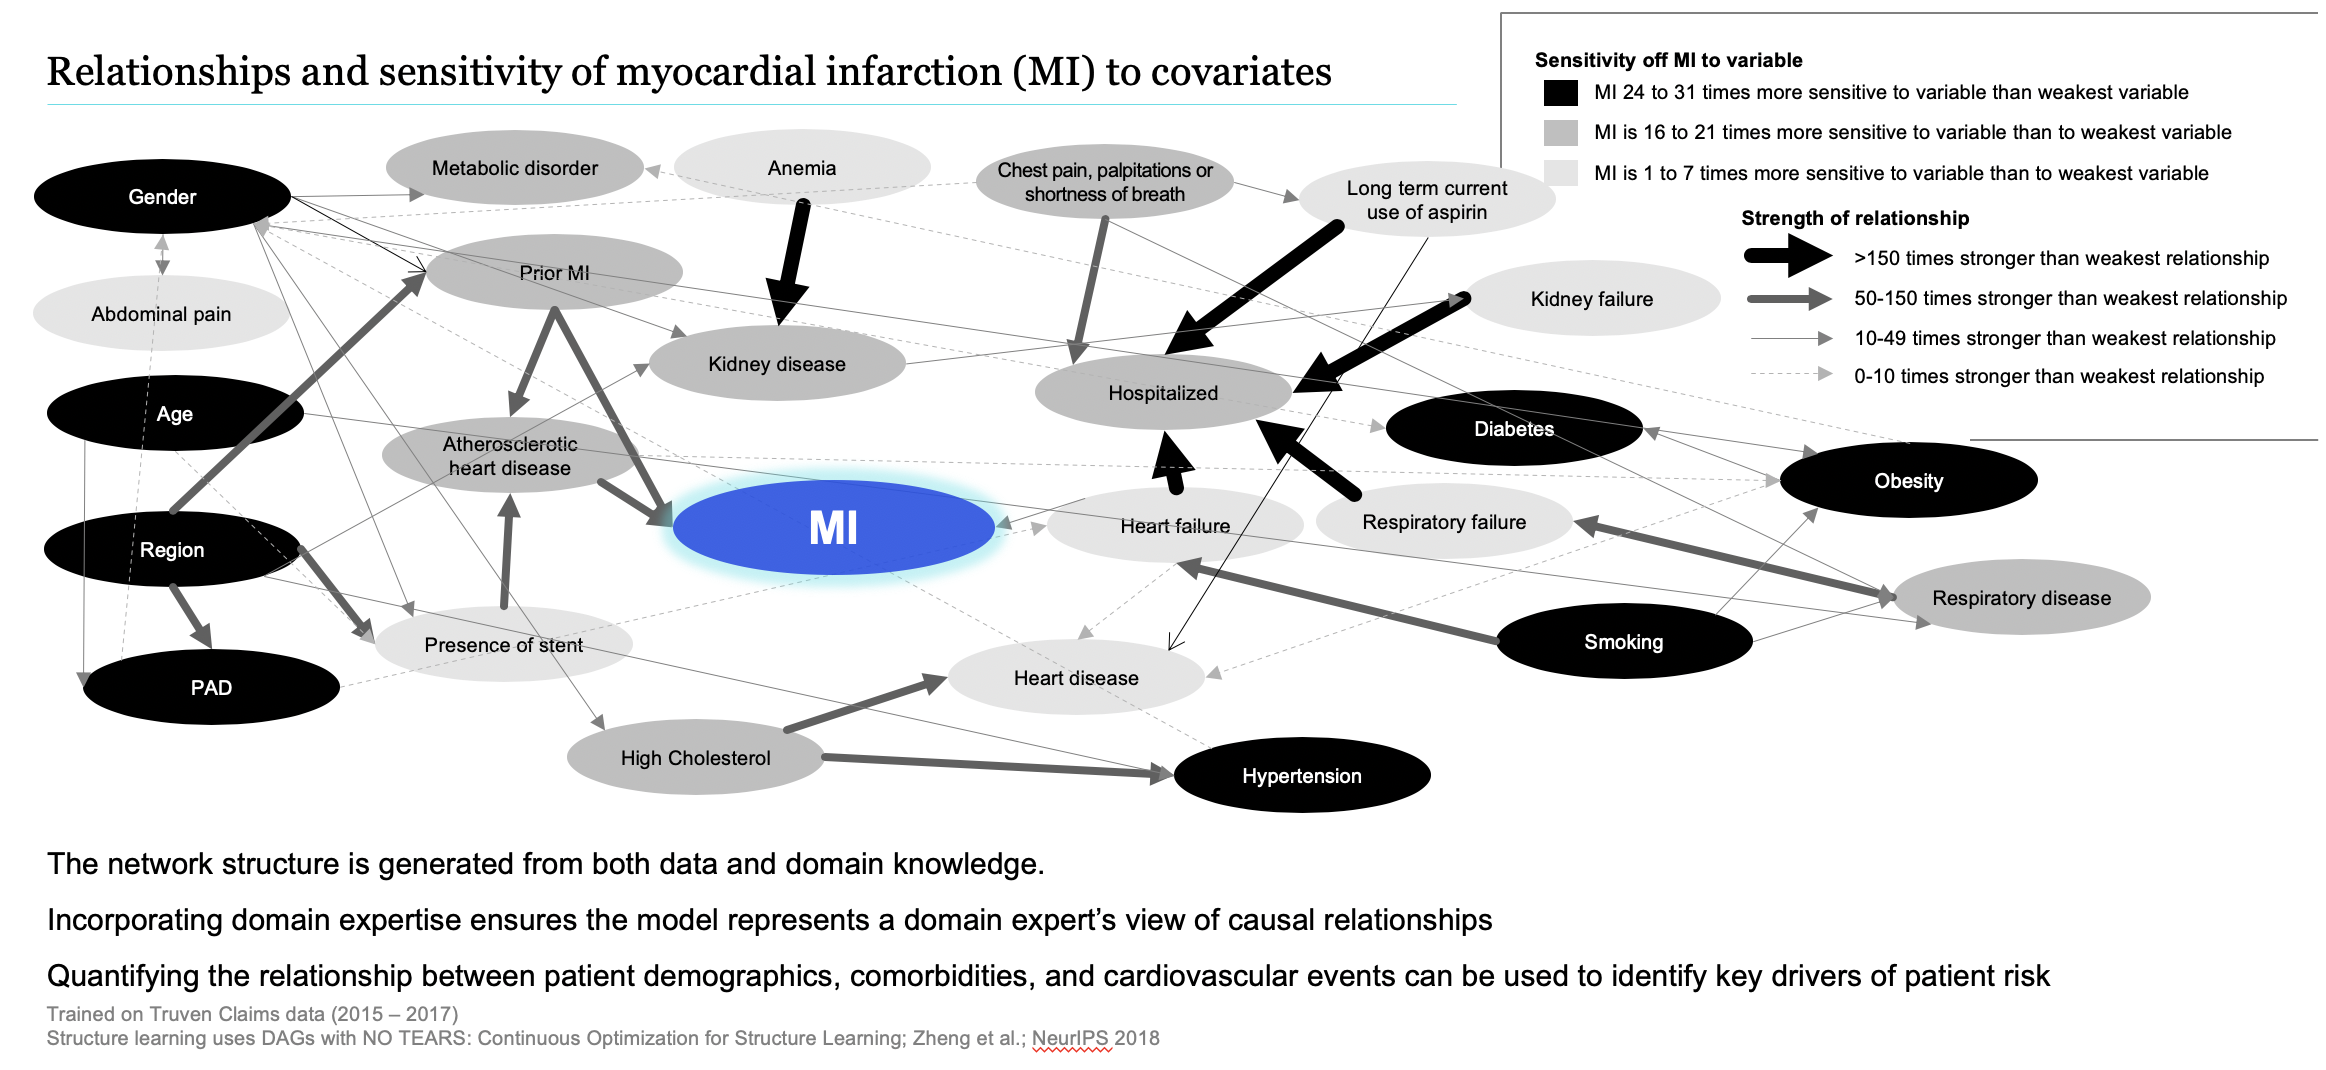 Relationships and sensitivity of myocardial infarction (MI) to covariates
Sensitivity off MI to variable
MI 24 to 31 times more sensitive to variable than weakest variable
MI is 16 to 21 times more sensitive to variable than to weakest variable
MI is 1 to 7 times more sensitive to variable than to weakest variable
Strength of relationship
>150 times stronger than weakest relationship
50-150 times stronger than weakest relationship
10-49 times stronger than weakest relationship
0-10 times stronger than weakest relationship
Gender
Metabolic disorder
Anemia
Chest pain, palpitations or
shortness of breath
Long term current
use of aspirin
Prior MI
Abdominal pain
Kidney failure
Kidney disease
Hospitalized
Age
Atherosclerotic
heart disease
Diabetes
Obesity
Region
MI
Heart failure
Respiratory failure
Respiratory disease
Presence of stent
Smoking
PAD
Heart disease
High Cholesterol
Hypertension
The network structure is generated from both data and domain knowledge.
Incorporating domain expertise ensures the model represents a domain expert’s view of causal relationships
Quantifying the relationship between patient demographics, comorbidities, and cardiovascular events can be used to identify key drivers of patient risk
Trained on Truven Claims data (2015 – 2017)
Structure learning uses DAGs with NO TEARS: Continuous Optimization for Structure Learning; Zheng et al.; NeurIPS 2018